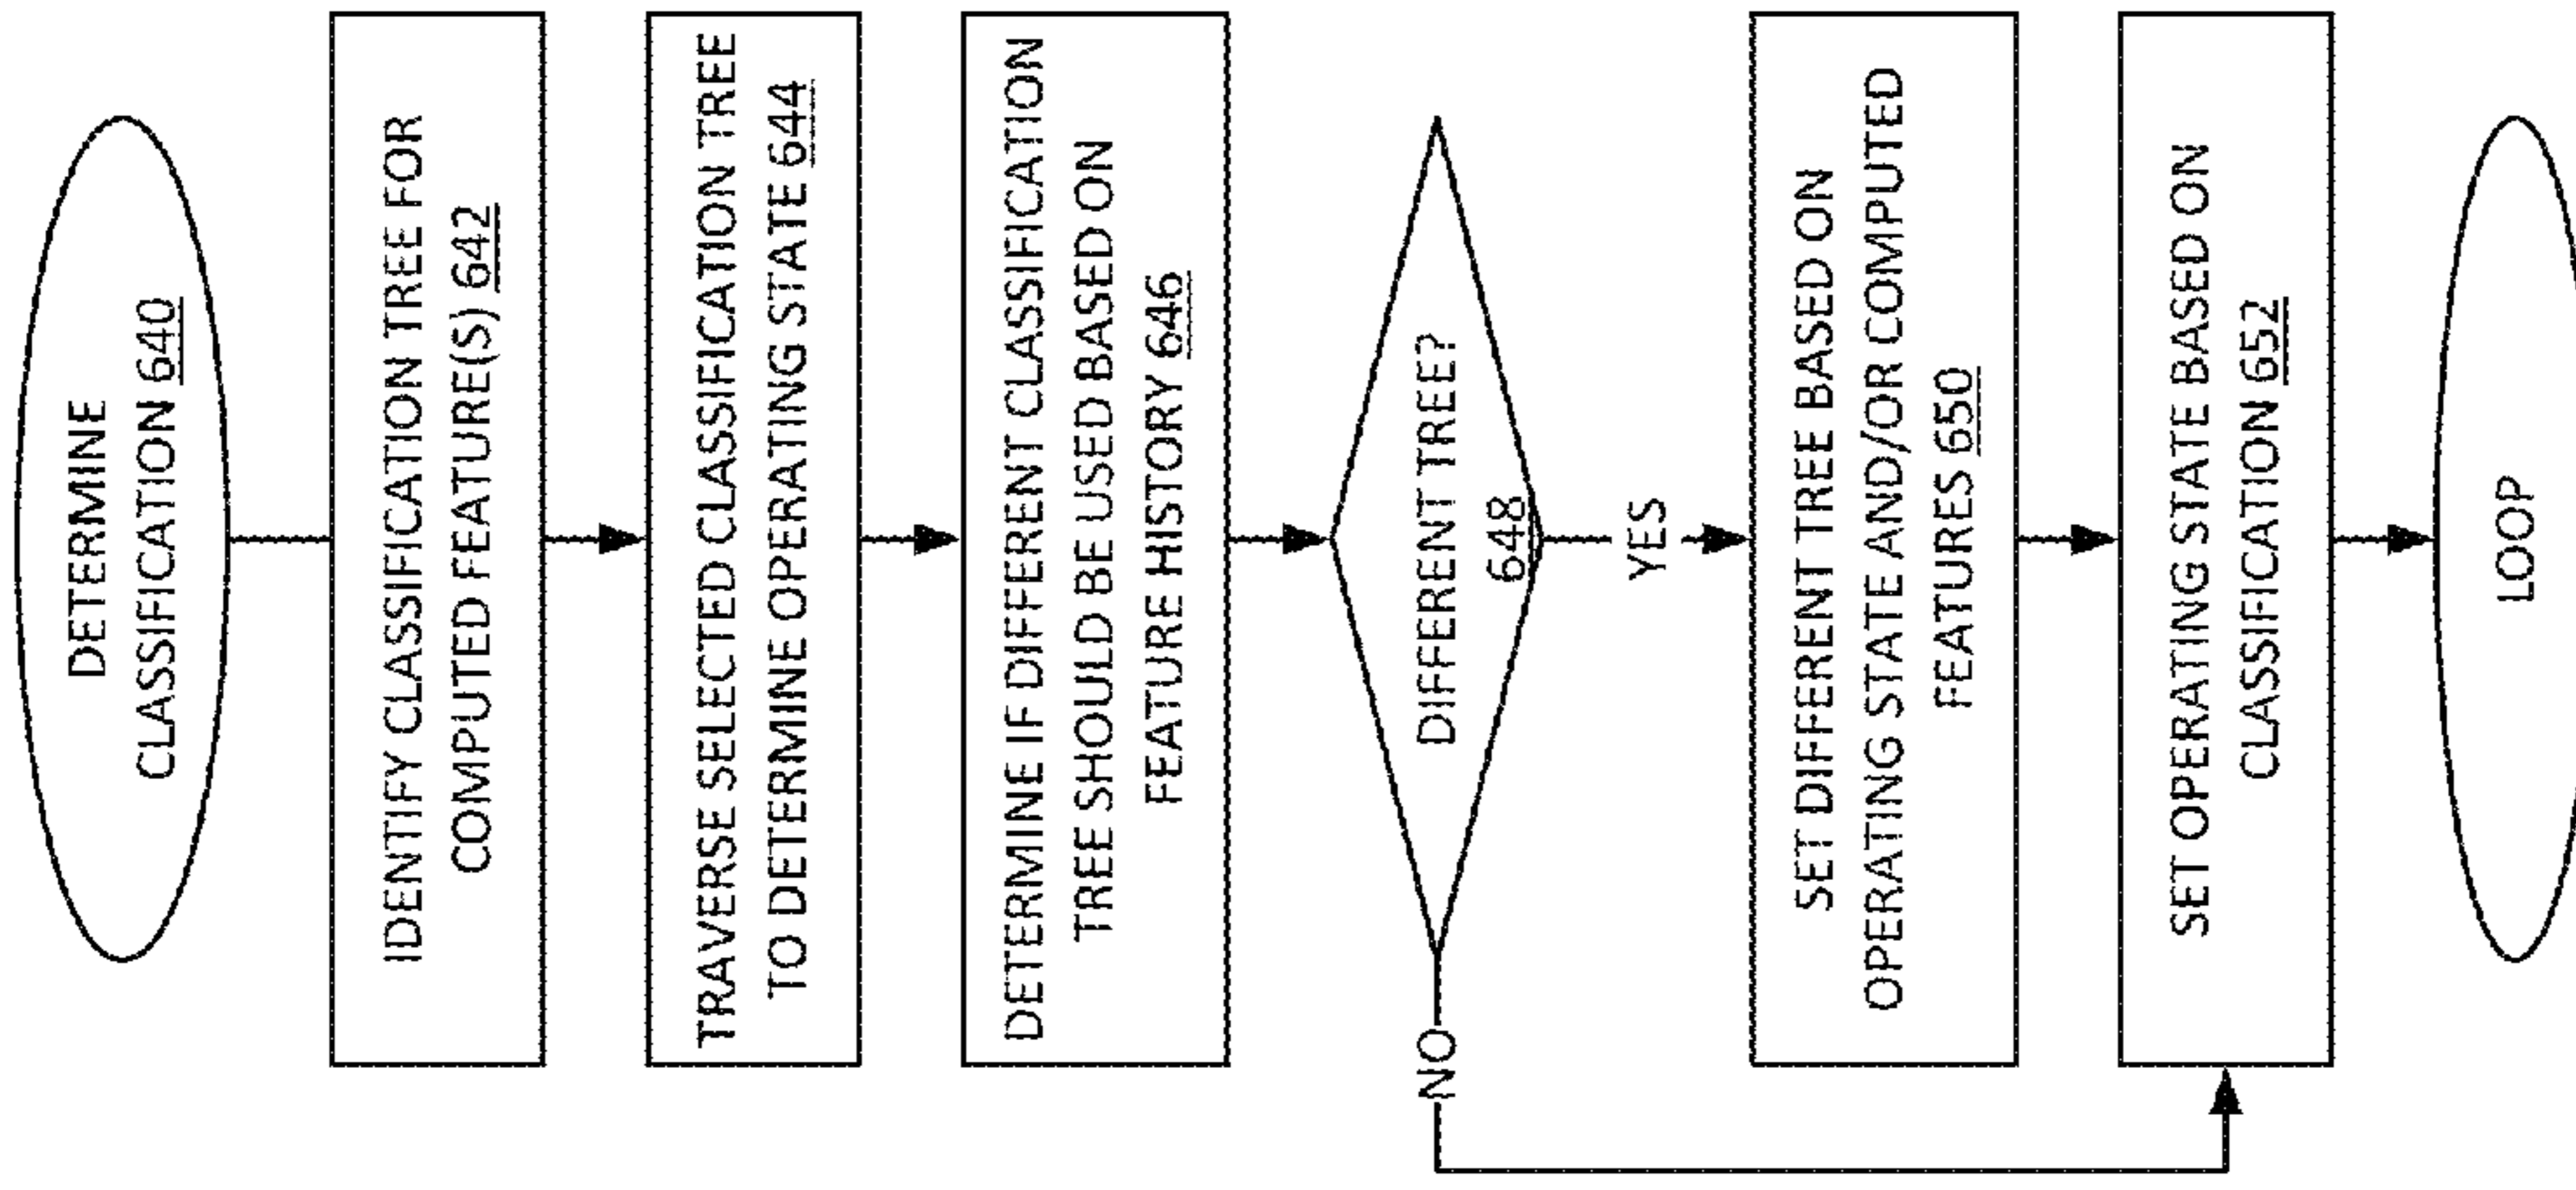 DETERMINE
CLASSIFICATION 640
IDENTIFY CLASSIFICATION TREE FOR
COMPUTED FEATURE(S) 642
TRAVERSE SELECTED CLASSIFICATION TREE
TO DETERMINE OPERATING STATE 644
DETERMINE IF DIFFERENT CLASSIFICATION
TREE SHOULD BE USED BASED ON
FEATURE HISTORY 646
DIFFERENT TREE?
648
NO
YES
SET DIFFERENT TREE BASED ON
OPERATING STATE AND/OR COMPUTED
FEATURES 650
SET OPERATING STATE BASED ON
CLASSIFICATION 652
LOOP